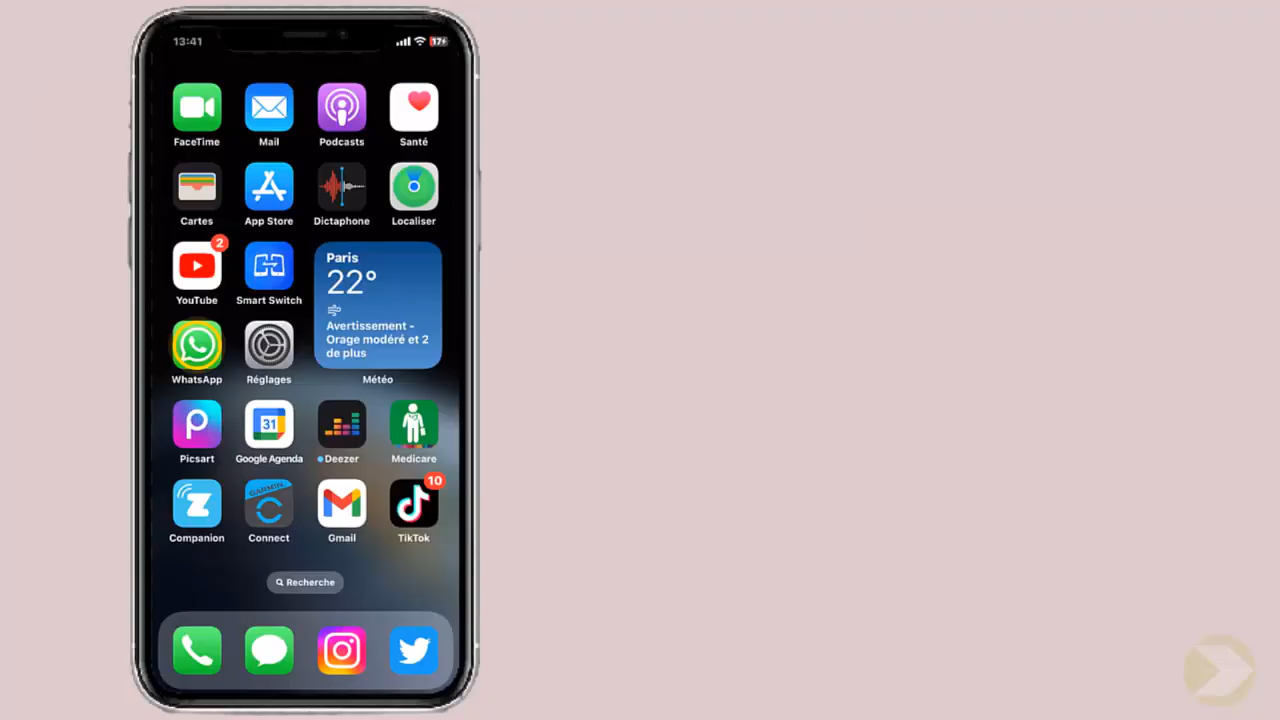 13:41
17
FaceTime
Mail
Podcasts
Santé
Cartes
App Store
Dictaphone
Localiser
2
YouTube
Smart Switch
Paris
22°
Avertissement -
Orage modéré et 2
de plus
WhatsApp
Réglages
Météo
31
Picsart
Google Agenda
Deezer
Medicare
GARMIN
10
Companion
Connect
Gmail
TikTok
Recherche